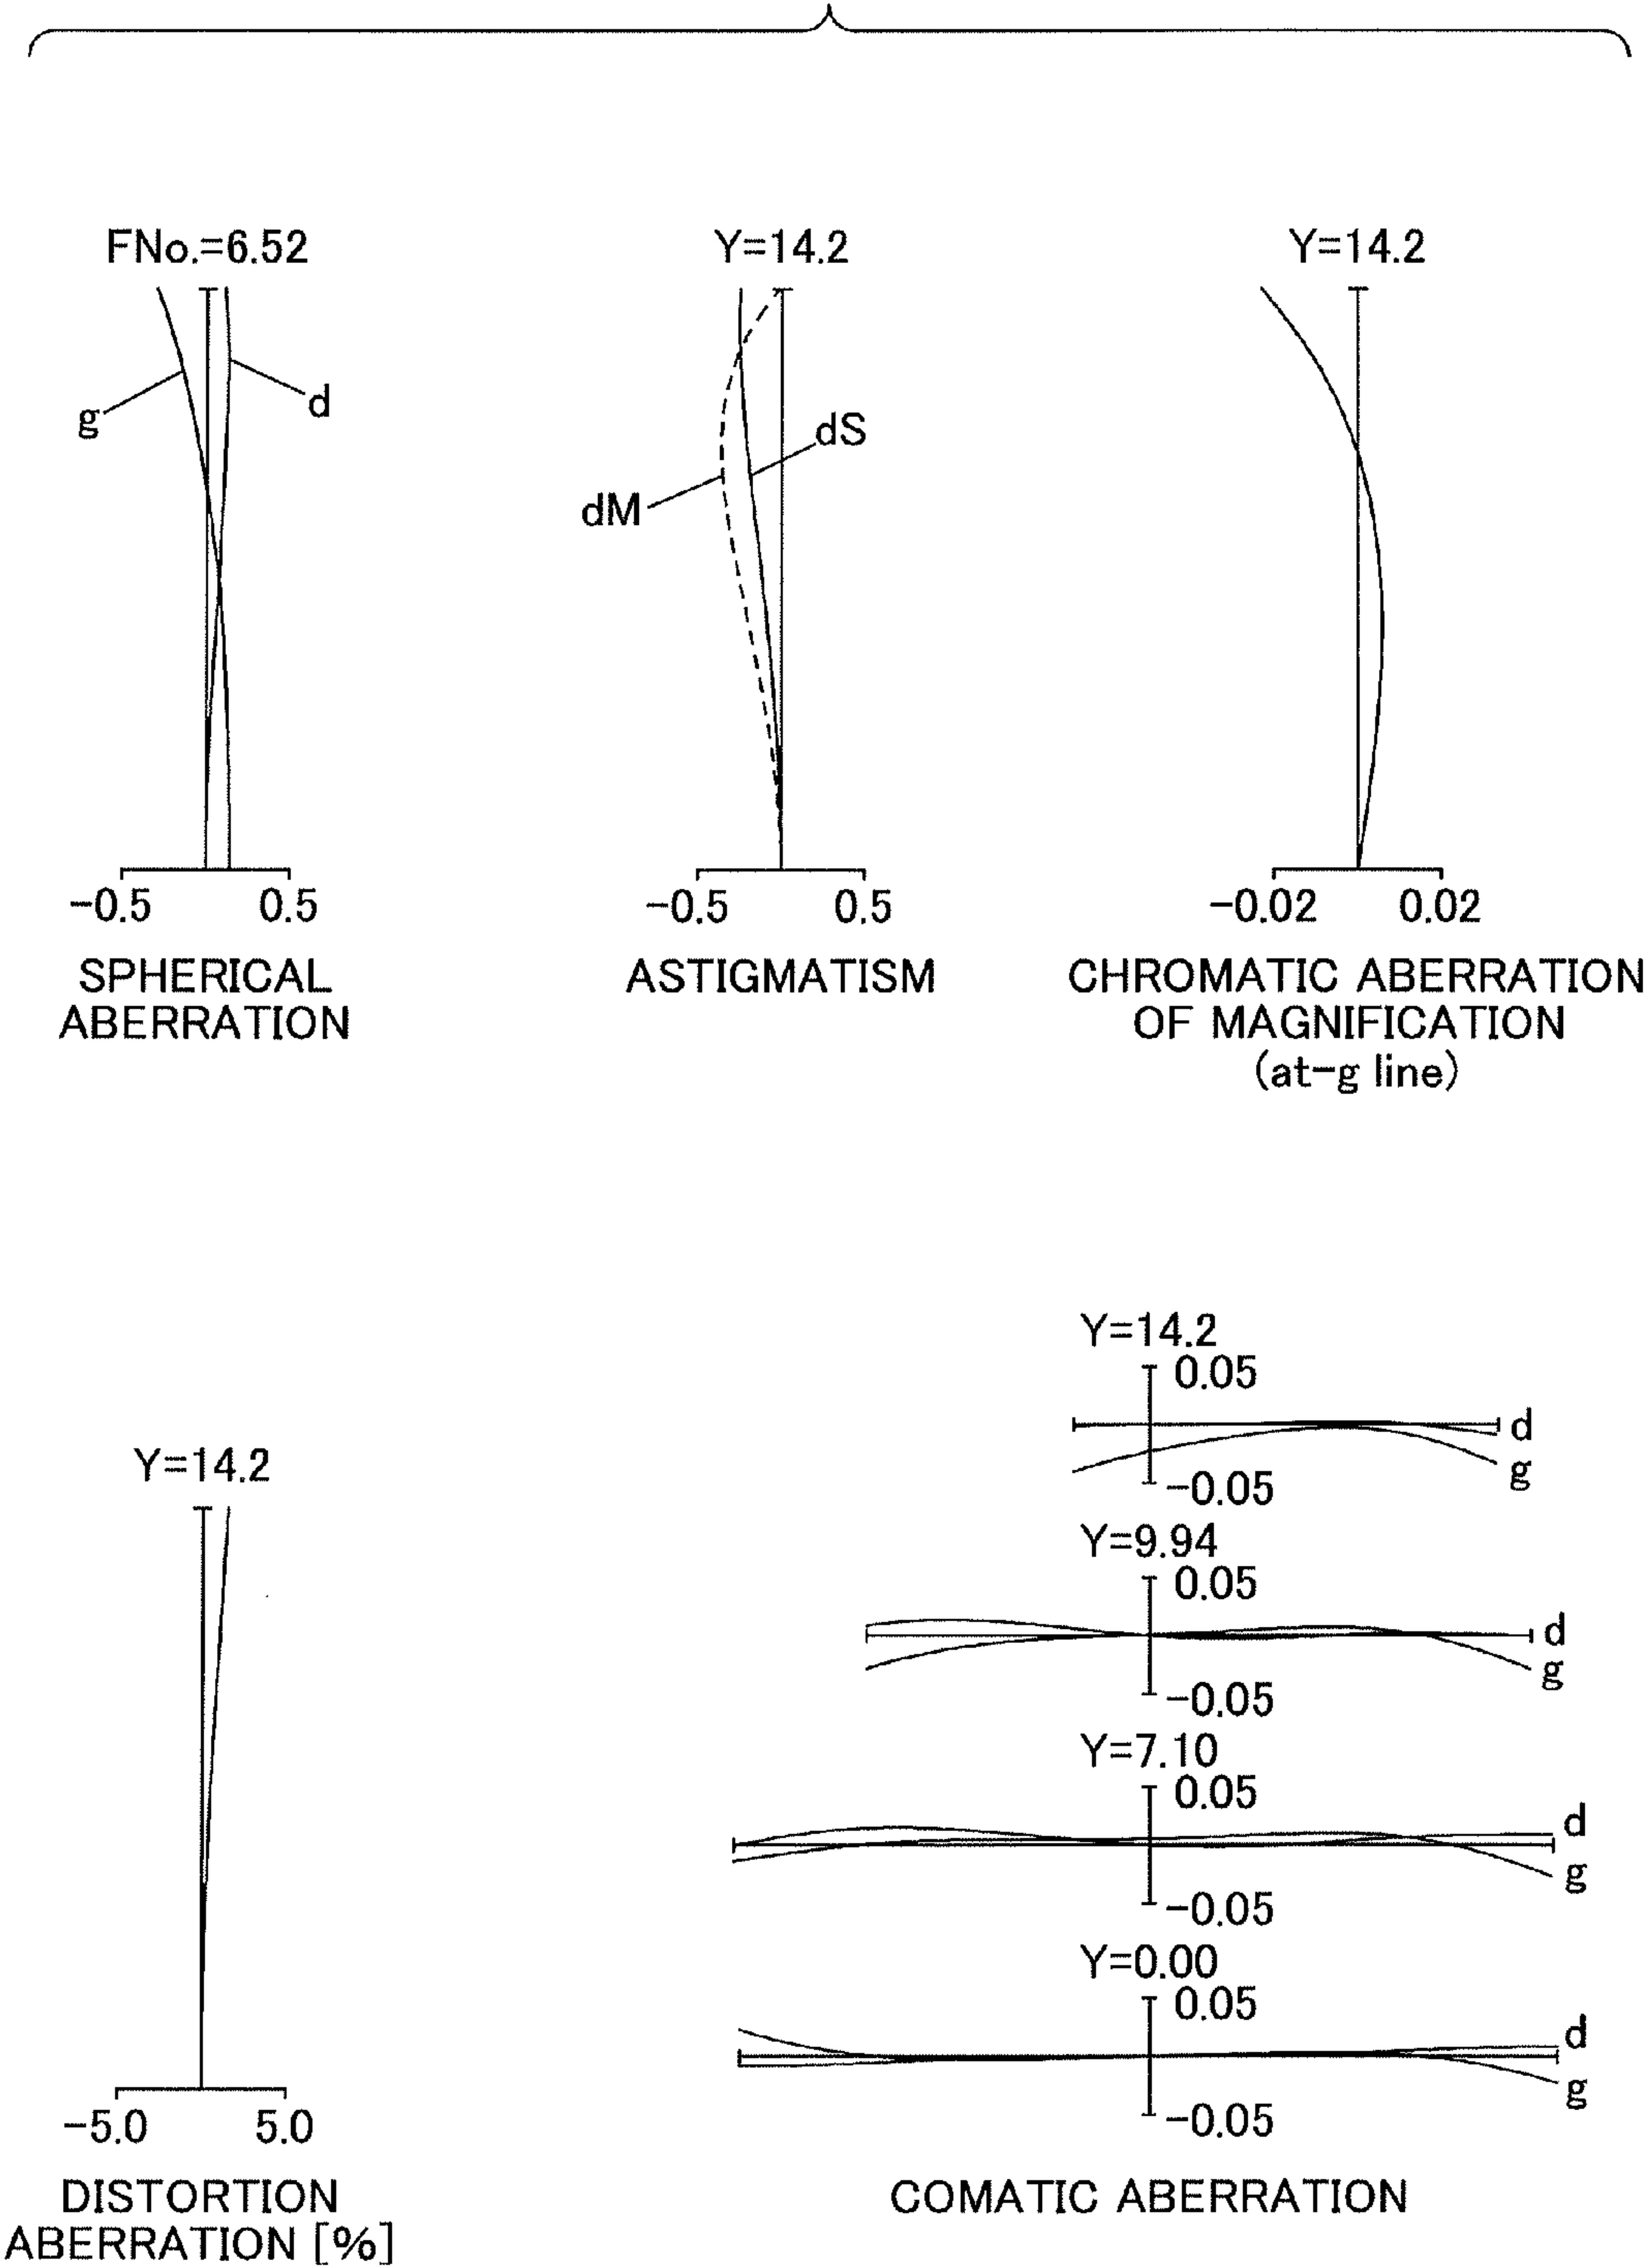 FNo.=6.52
g
d
-0.5
0.5
SPHERICAL
ABERRATION
Y=14.2
dS
dM
-0.5
0.5
ASTIGMATISM
Y=14.2
-0.02
0.02
CHROMATIC ABERRATION
OF MAGNIFICATION
(at-g line)
Y=14.2
-5.0
5.0
DISTORTION
ABERRATION [%]
Y=14.2
0.05
d
g
-0.05
Y=9.94
0.05
d
g
-0.05
Y=7.10
0.05
d
g
-0.05
Y=0.00
0.05
d
g
-0.05
COMATIC ABERRATION